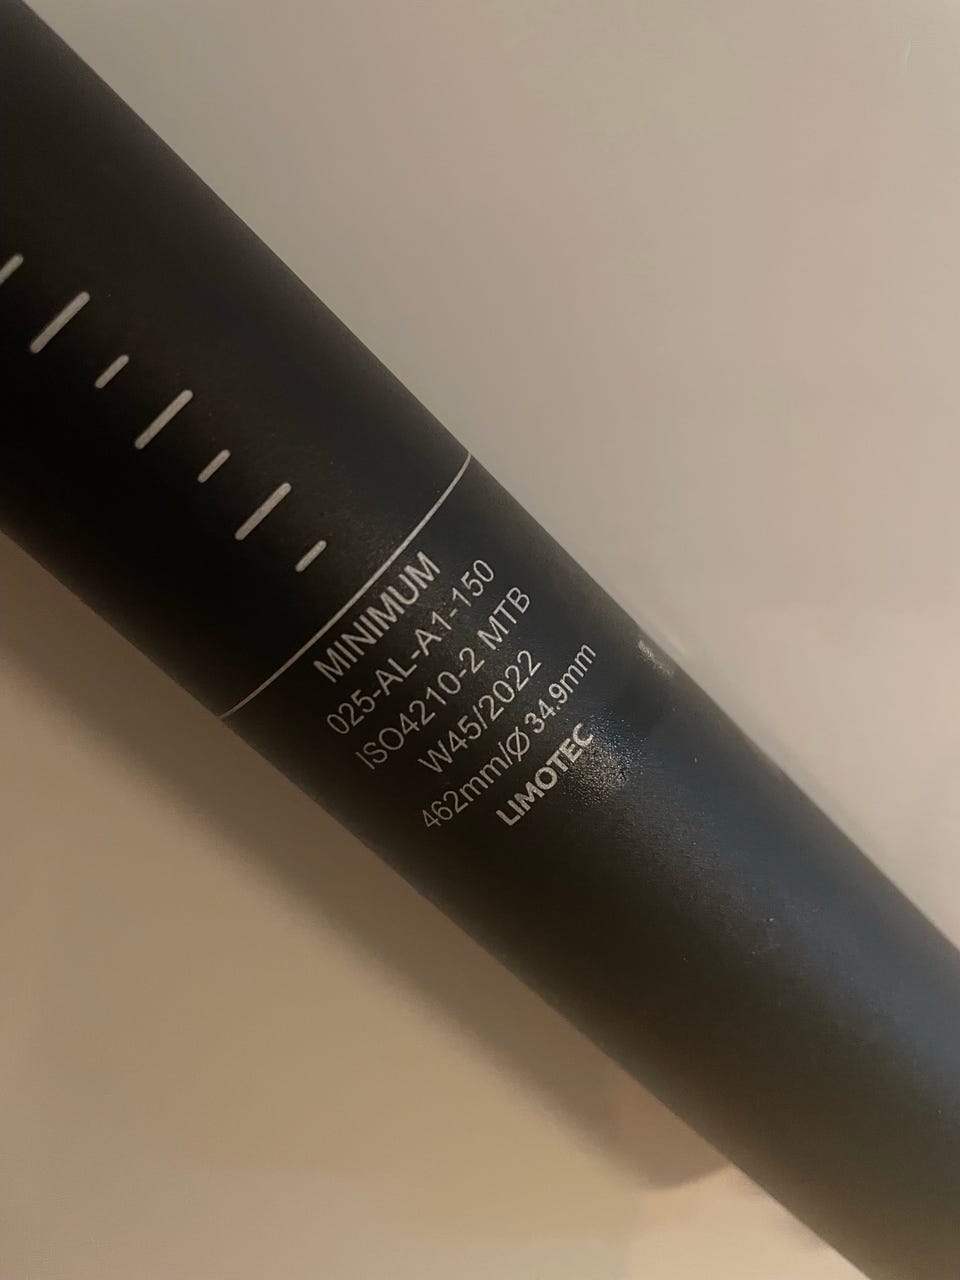 MINIMUM
025-AL-A1-150
ISO4210-2 MTB
W45/2022
462mm/Ø 34.9mm
LIMOTEC